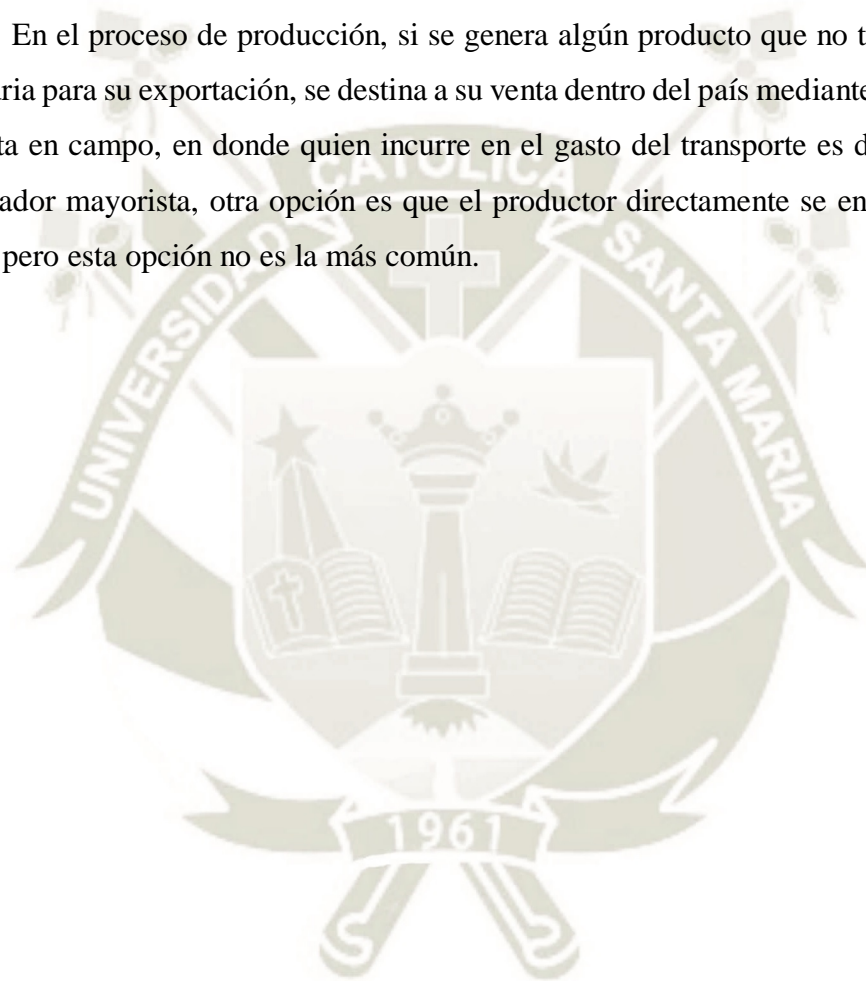 En el proceso de producción, si se genera algún producto que no t
aria para su exportación, se destina a su venta dentro del país mediante
ta en campo, en donde quien incurre en el gasto del transporte es d
ador mayorista, otra opción es que el productor directamente se en
pero esta opción no es la más común.
UNIVERSIDAD CATOLICA SANTA MARIA
1961